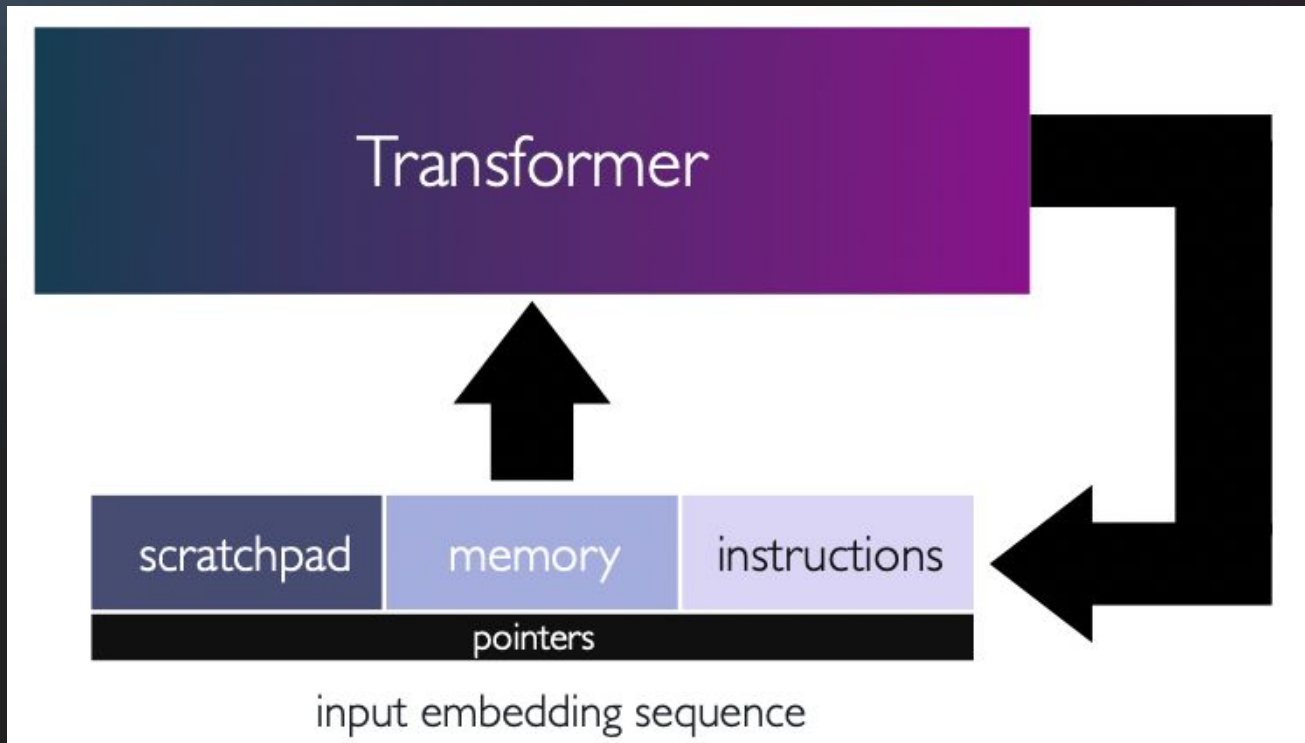 Transformer
scratchpad memory instructions
pointers
input embedding sequence